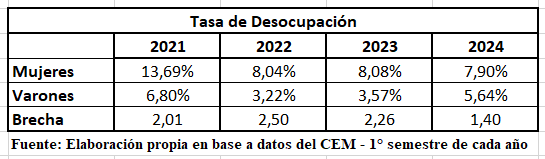 Tasa de Desocupación
2021 2022 2023 2024
Mujeres 13,69% 8,04% 8,08% 7,90%
Varones 6,80% 3,22% 3,57% 5,64%
Brecha 2,01 2,50 2,26 1,40
Fuente: Elaboración propia en base a datos del CEM - 1° semestre de cada año